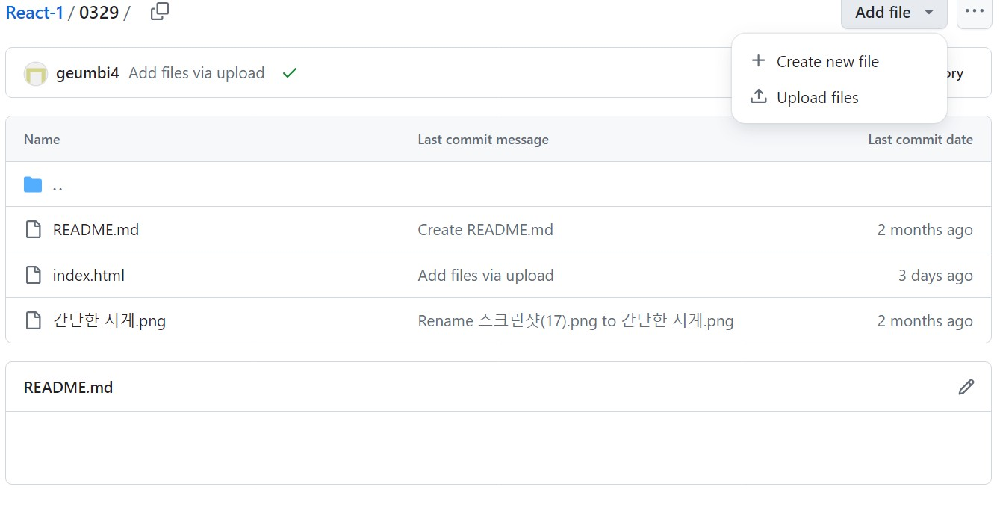 React-1 / 0329 /
Add file
Create new file
Upload files
geumbi4 Add files via upload
ory
Name Last commit message Last commit date
..
README.md Create README.md 2 months ago
index.html Add files via upload 3 days ago
간단한 시계.png Rename 스크린샷(17).png to 간단한 시계.png 2 months ago
README.md